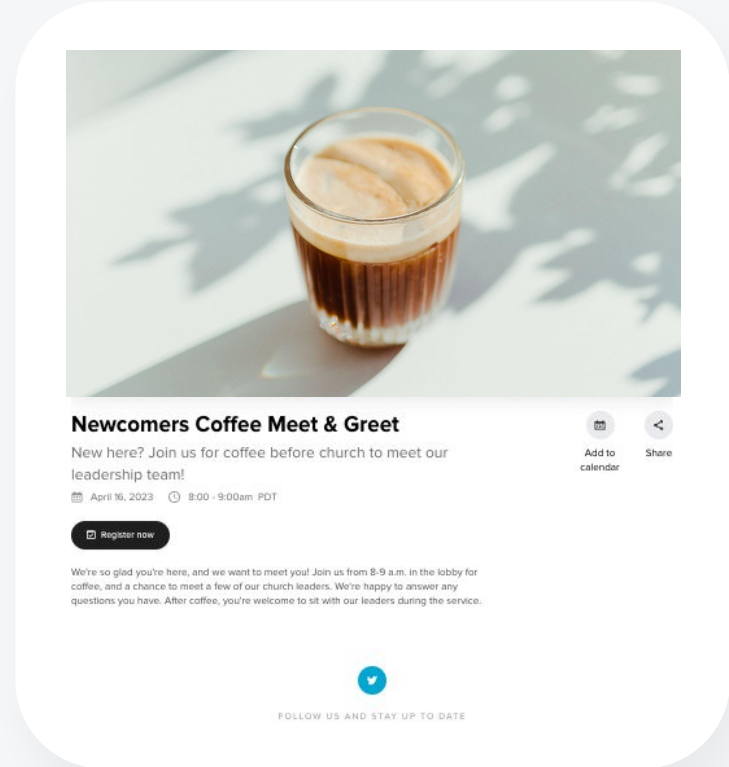 Newcomers Coffee Meet & Greet
New here? Join us for coffee before church to meet our
leadership team!
April 16, 2023 8:00 - 9:00am PDT
Add to
calendar
Share
Register now
We're so glad you're here, and we want to meet you! Join us from 8-9 a.m. in the lobby for
coffee, and a chance to meet a few of our church leaders. We're happy to answer any
questions you have. After coffee, you're welcome to sit with our leaders during the service.
FOLLOW US AND STAY UP TO DATE